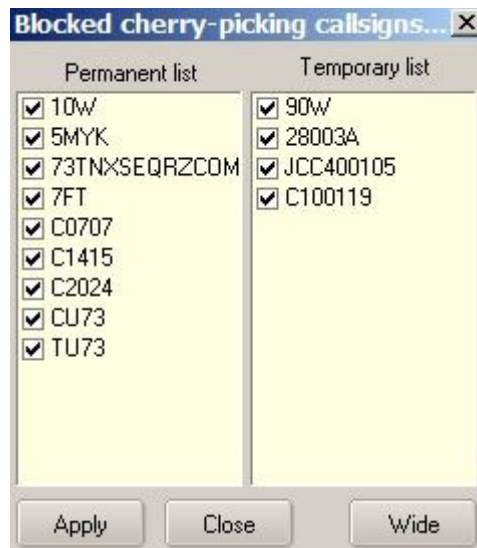 Blocked cherry-picking callsigns...
Permanent list
10W
5MYK
73TNXSEQRZCOM
7FT
C0707
C1415
C2024
CU73
TU73
Temporary list
90W
28003A
JCC400105
C100119
Apply
Close
Wide